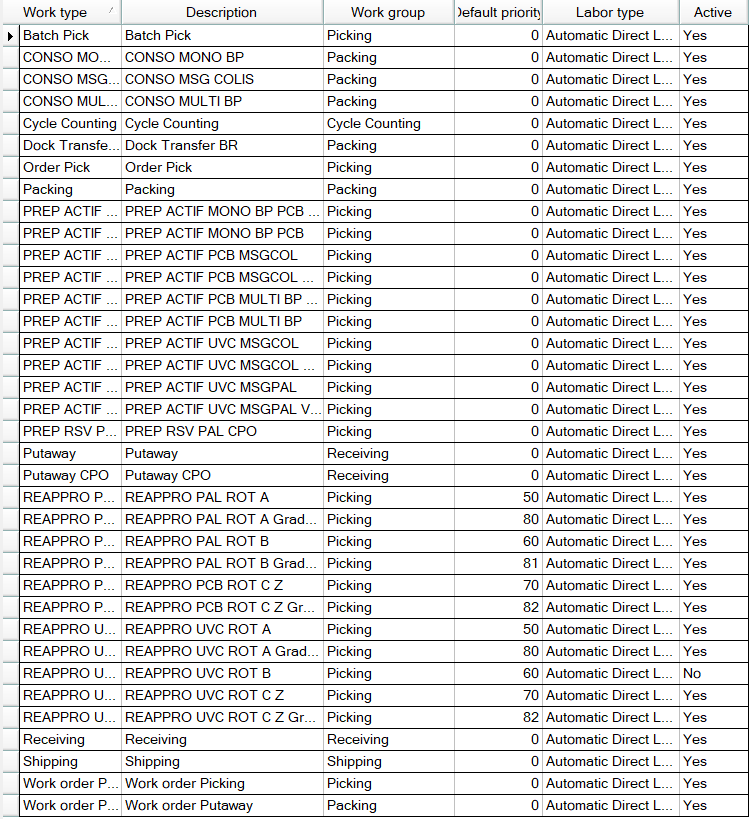 Work type Description Work group Default priority Labor type Active
Batch Pick Batch Pick Picking 0 Automatic Direct L... Yes
CONSO MO... CONSO MONO BP Packing 0 Automatic Direct L... Yes
CONSO MSG... CONSO MSG COLIS Packing 0 Automatic Direct L... Yes
CONSO MUL... CONSO MULTI BP Packing 0 Automatic Direct L... Yes
Cycle Counting Cycle Counting Cycle Counting 0 Automatic Direct L... Yes
Dock Transfe... Dock Transfer BR Packing 0 Automatic Direct L... Yes
Order Pick Order Pick Picking 0 Automatic Direct L... Yes
Packing Packing Packing 0 Automatic Direct L... Yes
PREP ACTIF ... PREP ACTIF MONO BP PCB ... Picking 0 Automatic Direct L... Yes
PREP ACTIF ... PREP ACTIF MONO BP PCB Picking 0 Automatic Direct L... Yes
PREP ACTIF ... PREP ACTIF PCB MSGCOL Picking 0 Automatic Direct L... Yes
PREP ACTIF ... PREP ACTIF PCB MSGCOL ... Picking 0 Automatic Direct L... Yes
PREP ACTIF ... PREP ACTIF PCB MULTI BP ... Picking 0 Automatic Direct L... Yes
PREP ACTIF ... PREP ACTIF PCB MULTI BP Picking 0 Automatic Direct L... Yes
PREP ACTIF ... PREP ACTIF UVC MSGCOL Picking 0 Automatic Direct L... Yes
PREP ACTIF ... PREP ACTIF UVC MSGCOL ... Picking 0 Automatic Direct L... Yes
PREP ACTIF ... PREP ACTIF UVC MSGPAL Picking 0 Automatic Direct L... Yes
PREP ACTIF ... PREP ACTIF UVC MSGPAL V... Picking 0 Automatic Direct L... Yes
PREP RSV P... PREP RSV PAL CPO Picking 0 Automatic Direct L... Yes
Putaway Putaway Receiving 0 Automatic Direct L... Yes
Putaway CPO Putaway CPO Receiving 0 Automatic Direct L... Yes
REAPPRO P... REAPPRO PAL ROT A Picking 50 Automatic Direct L... Yes
REAPPRO P... REAPPRO PAL ROT A Grad... Picking 80 Automatic Direct L... Yes
REAPPRO P... REAPPRO PAL ROT B Picking 60 Automatic Direct L... Yes
REAPPRO P... REAPPRO PAL ROT B Grad... Picking 81 Automatic Direct L... Yes
REAPPRO P... REAPPRO PCB ROT C Z Picking 70 Automatic Direct L... Yes
REAPPRO P... REAPPRO PCB ROT C Z Gr... Picking 82 Automatic Direct L... Yes
REAPPRO U... REAPPRO UVC ROT A Picking 50 Automatic Direct L... Yes
REAPPRO U... REAPPRO UVC ROT A Grad... Picking 80 Automatic Direct L... Yes
REAPPRO U... REAPPRO UVC ROT B Picking 60 Automatic Direct L... No
REAPPRO U... REAPPRO UVC ROT C Z Picking 70 Automatic Direct L... Yes
REAPPRO U... REAPPRO UVC ROT C Z Gr... Picking 82 Automatic Direct L... Yes
Receiving Receiving Receiving 0 Automatic Direct L... Yes
Shipping Shipping Shipping 0 Automatic Direct L... Yes
Work order P... Work order Picking Picking 0 Automatic Direct L... Yes
Work order P... Work order Putaway Packing 0 Automatic Direct L... Yes